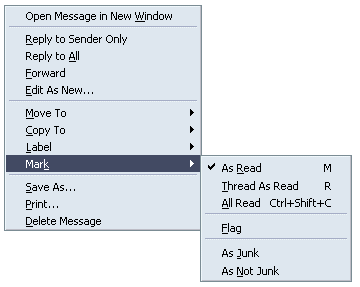 Open Message in New Window
Reply to Sender Only
Reply to All
Forward
Edit As New...
Move To
Copy To
Label
Mark
Save As...
Print...
Delete Message
As Read M
Thread As Read R
All Read Ctrl+Shift+C
Flag
As Junk
As Not Junk